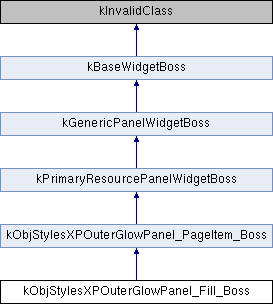 kInvalidClass
kBaseWidgetBoss
kGenericPanelWidgetBoss
kPrimaryResourcePanelWidgetBoss
kObjStylesXPOuterGlowPanel_PageItem_Boss
kObjStylesXPOuterGlowPanel_Fill_Boss